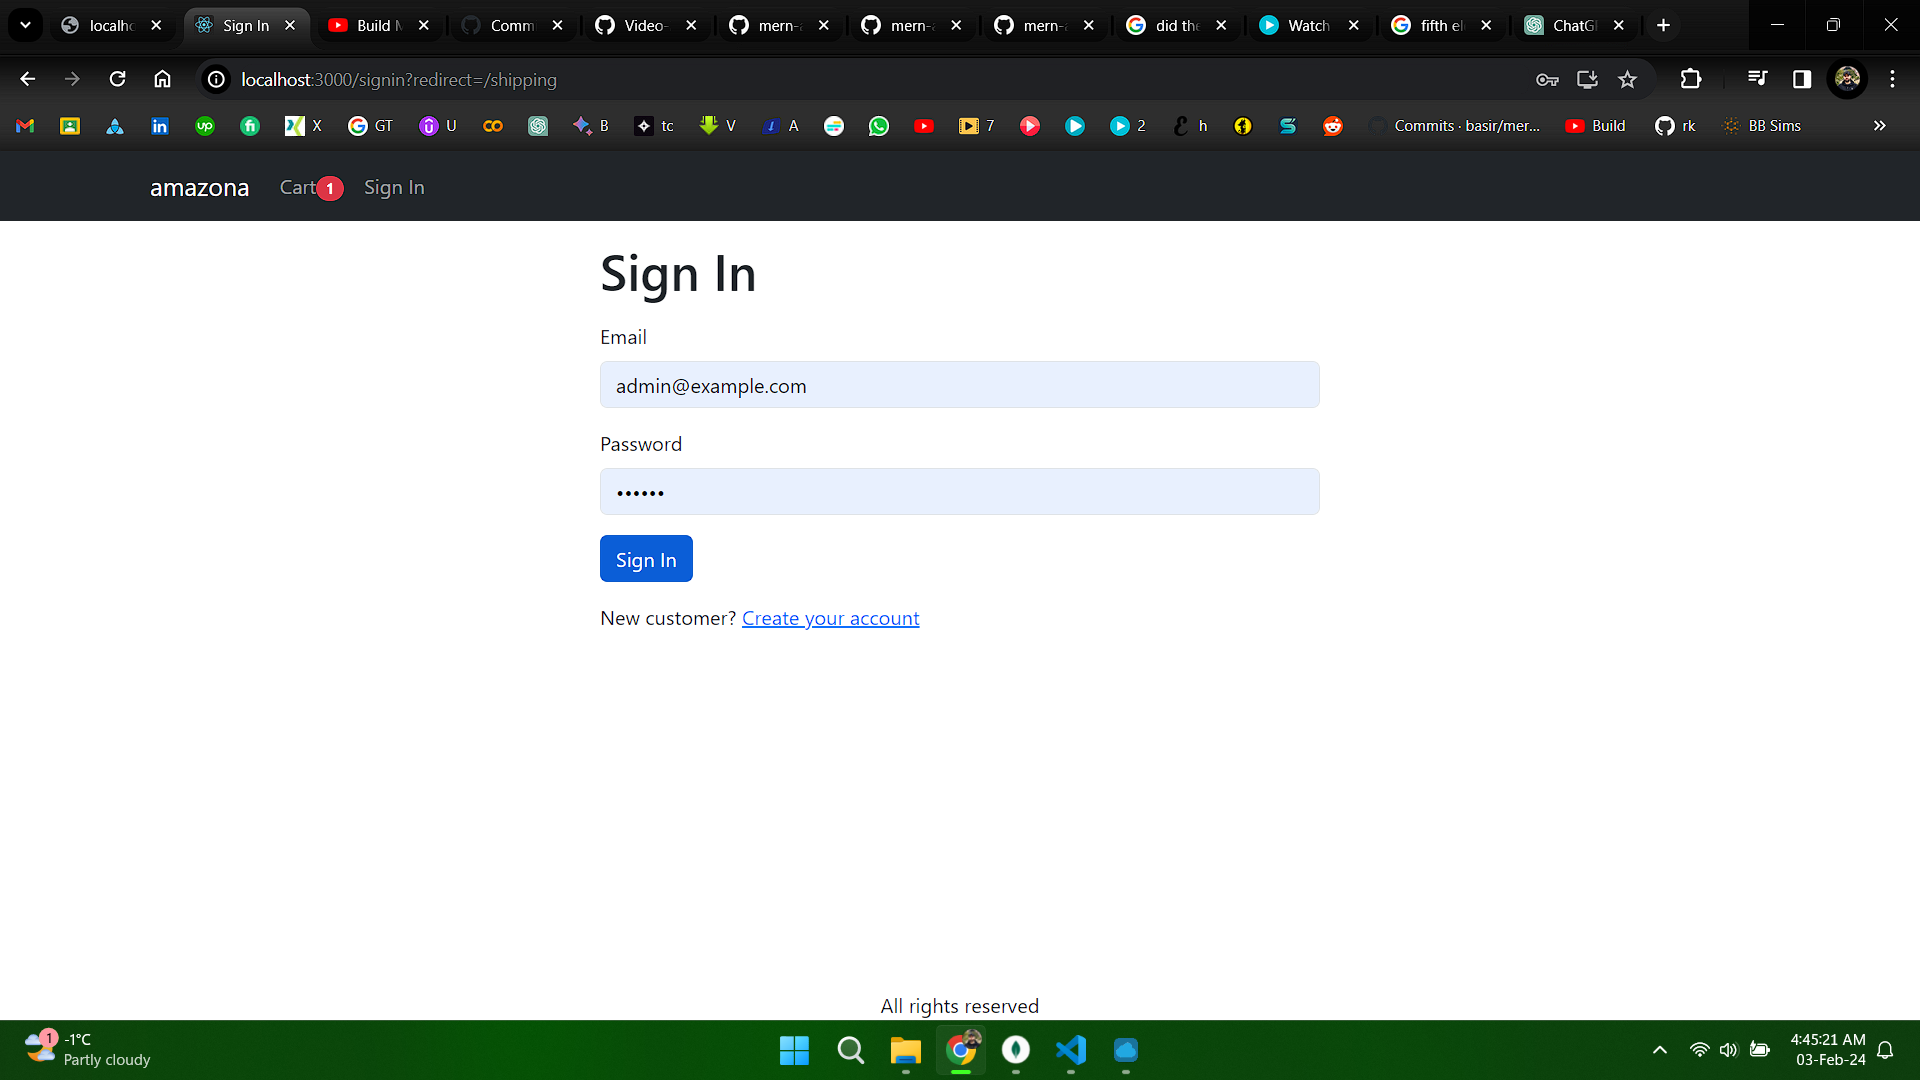 localho
Sign In
Build M
Comm
Video-
mern-a
mern-a
mern-a
did the
Watch
fifth el
ChatG
localhost:3000/signin?redirect=/shipping
X
GT
U
B
tc
V
A
7
2
h
Commits · basir/mer...
Build
rk
BB Sims
amazona
Cart 1
Sign In
Sign In
Email
admin@example.com
Password
••••••
Sign In
New customer? Create your account
All rights reserved
1
-1°C
Partly cloudy
4:45:21 AM
03-Feb-24